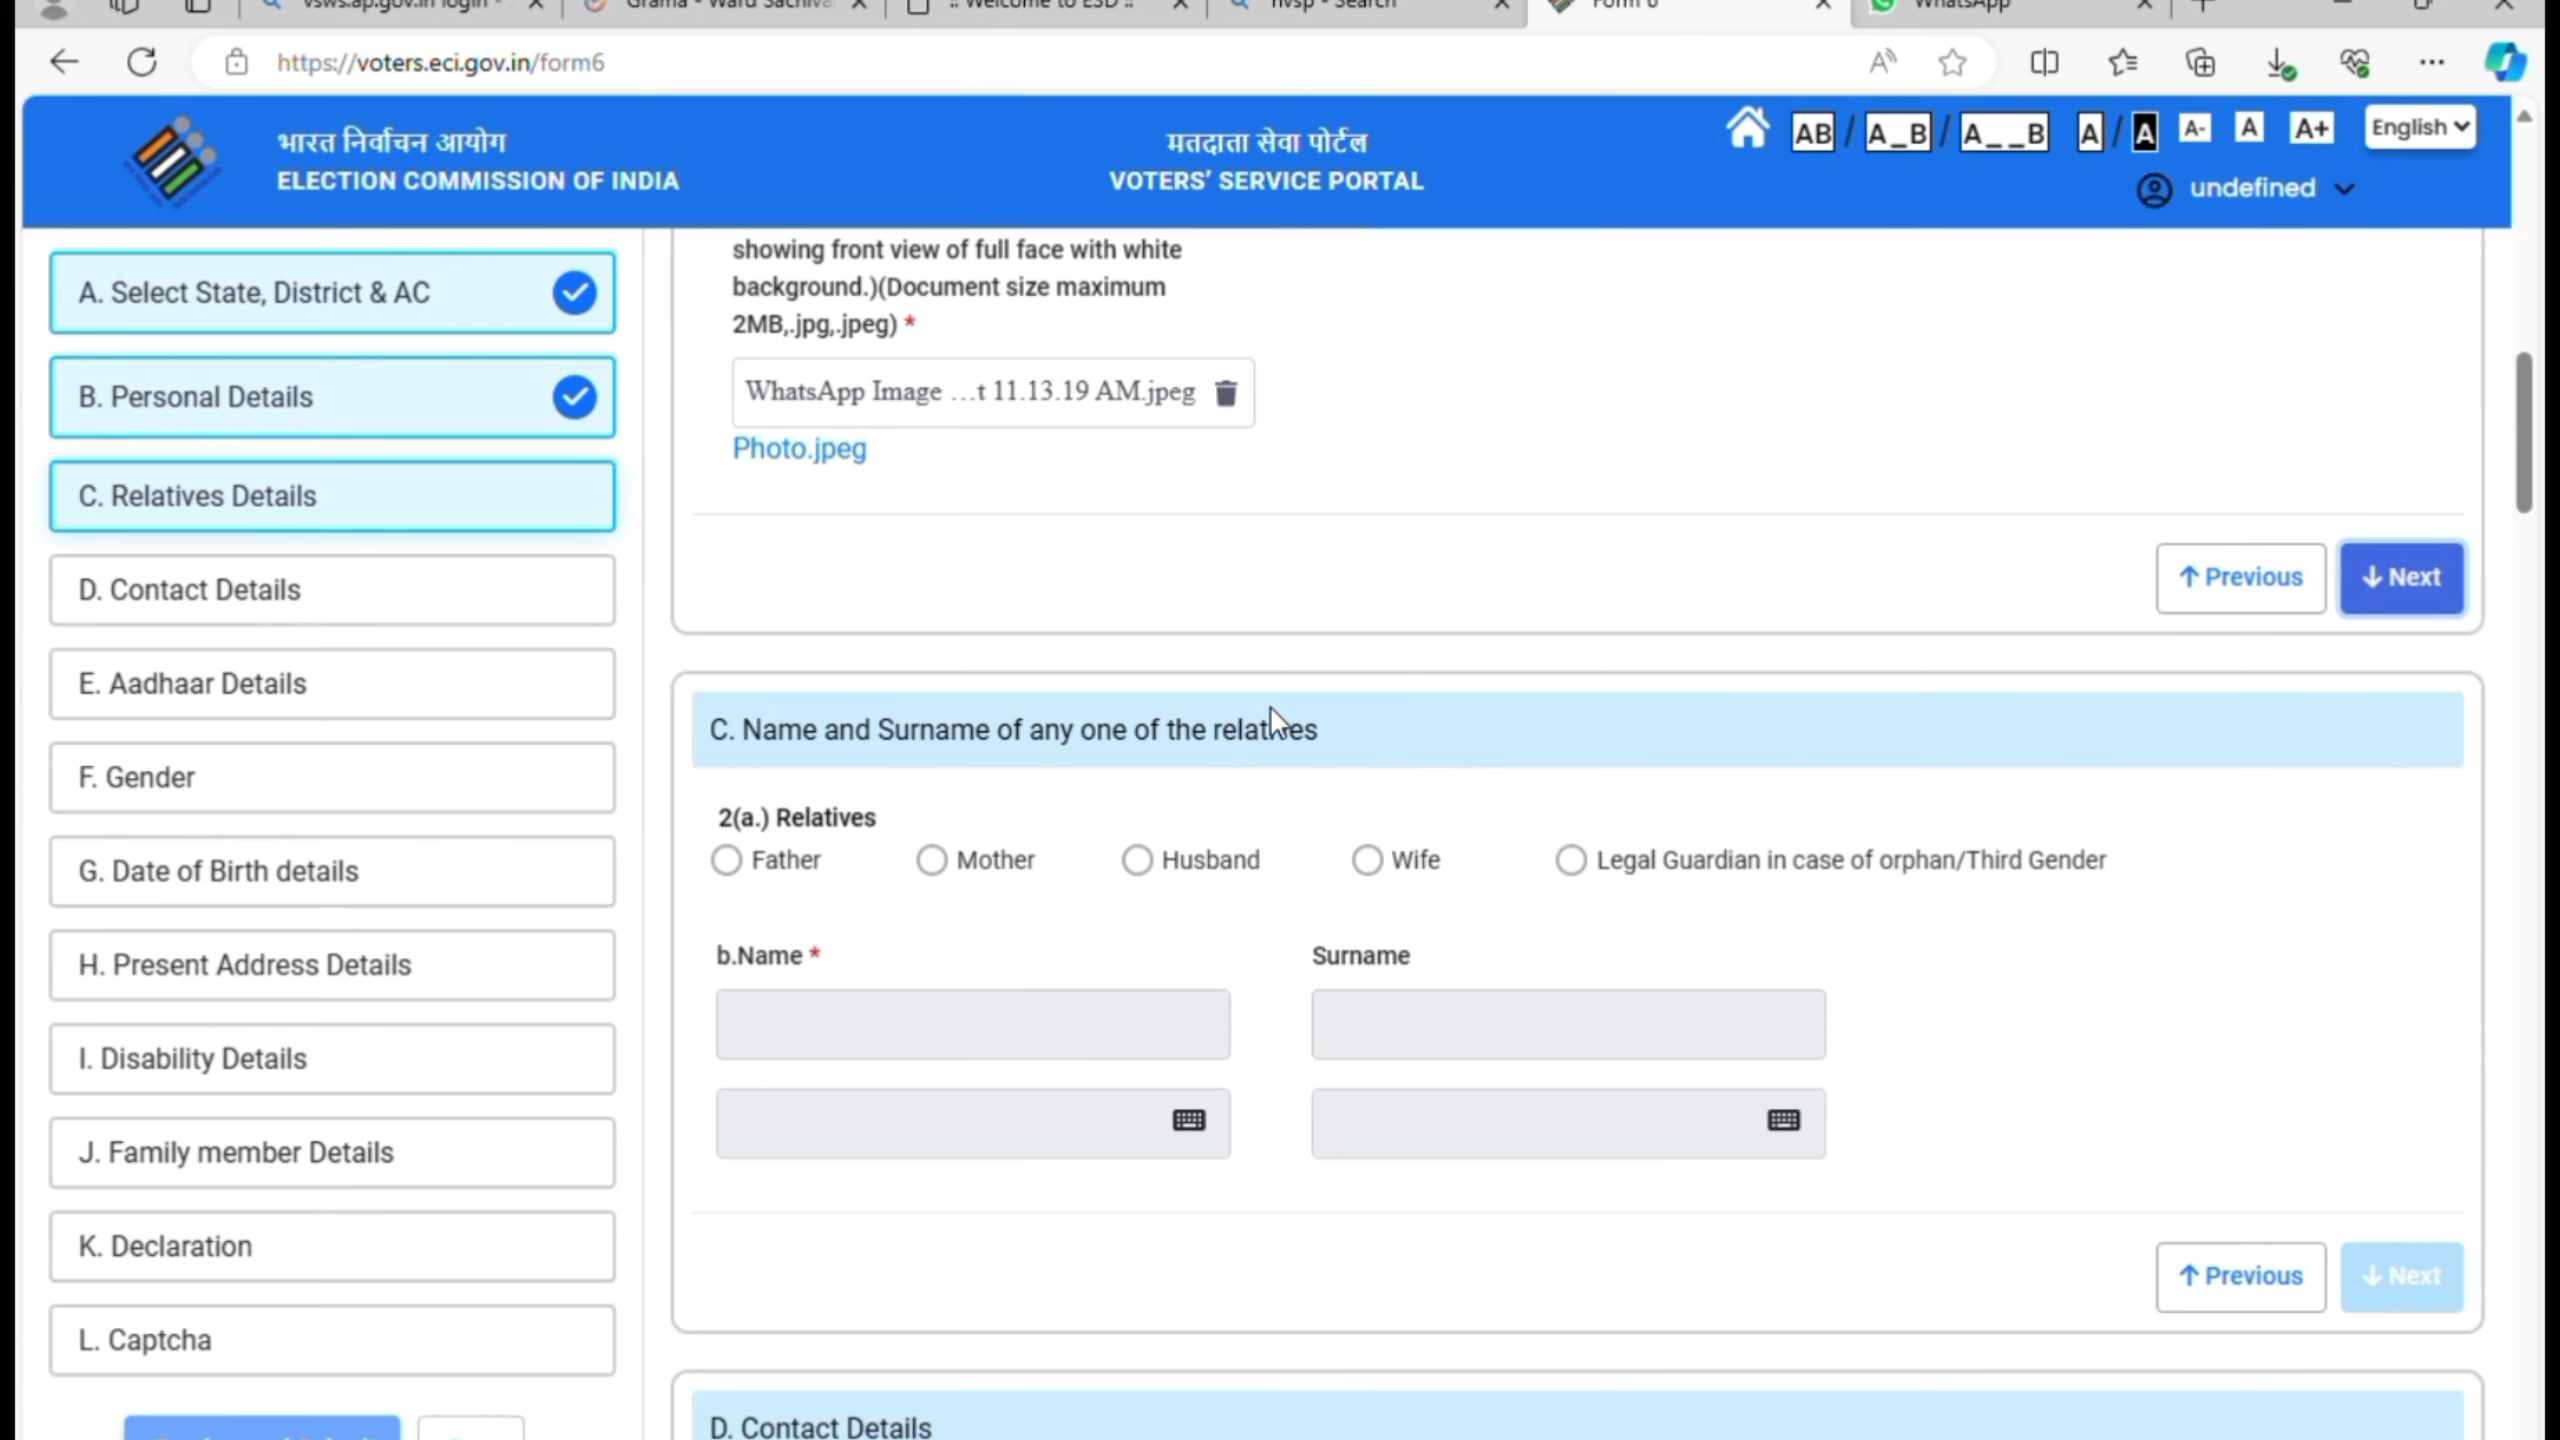 vsws.ap.gov.in login -
Grama - Ward Sachiva
:: Welcome to ESD ::
nvsp - Search
Form 6
WhatsApp
https://voters.eci.gov.in/form6
भारत निर्वाचन आयोग
ELECTION COMMISSION OF INDIA
मतदाता सेवा पोर्टल
VOTERS' SERVICE PORTAL
AB / A_B / A__B A / A A- A A+ English
undefined
A. Select State, District & AC
B. Personal Details
C. Relatives Details
D. Contact Details
E. Aadhaar Details
F. Gender
G. Date of Birth details
H. Present Address Details
I. Disability Details
J. Family member Details
K. Declaration
L. Captcha
showing front view of full face with white
background.)(Document size maximum
2MB,.jpg,.jpeg) *
WhatsApp Image ...t 11.13.19 AM.jpeg
Photo.jpeg
Previous Next
C. Name and Surname of any one of the relatives
2(a.) Relatives
Father Mother Husband Wife Legal Guardian in case of orphan/Third Gender
b.Name * Surname
Previous Next
D. Contact Details